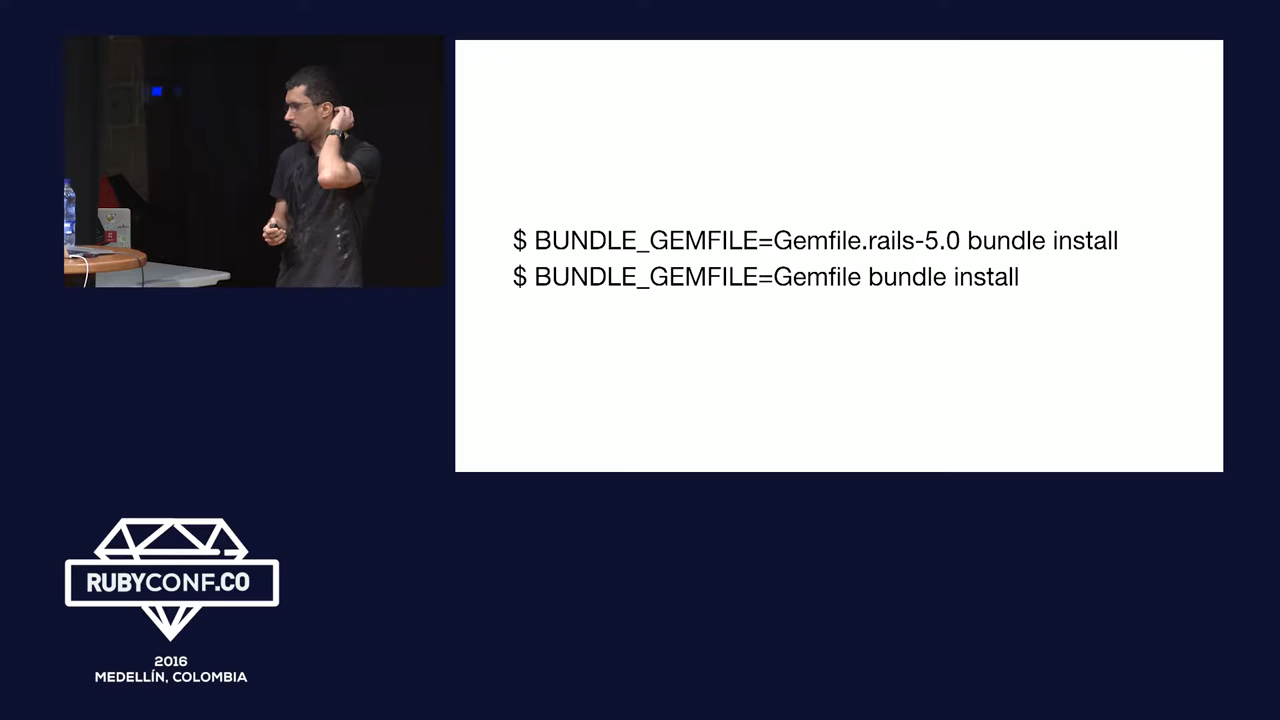 $ BUNDLE_GEMFILE=Gemfile.rails-5.0 bundle install
$ BUNDLE_GEMFILE=Gemfile bundle install
RUBYCONF.CO
2016
MEDELLÍN, COLOMBIA